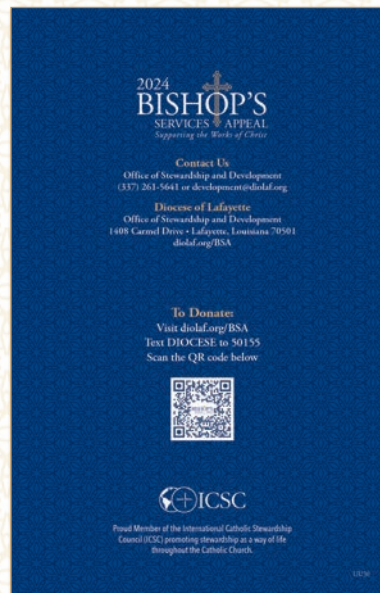 2024
BISHOP'S
SERVICES APPEAL
Supporting the Works of Christ
Contact Us
Office of Stewardship and Development
(337) 261-5641 or development@diolaf.org
Diocese of Lafayette
Office of Stewardship and Development
1408 Carmel Drive • Lafayette, Louisiana 70501
diolaf.org/BSA
To Donate:
Visit diolaf.org/BSA
Text DIOCESE to 50155
Scan the QR code below
ICSC
Proud Member of the International Catholic Stewardship
Council (ICSC) promoting stewardship as a way of life
throughout the Catholic Church.